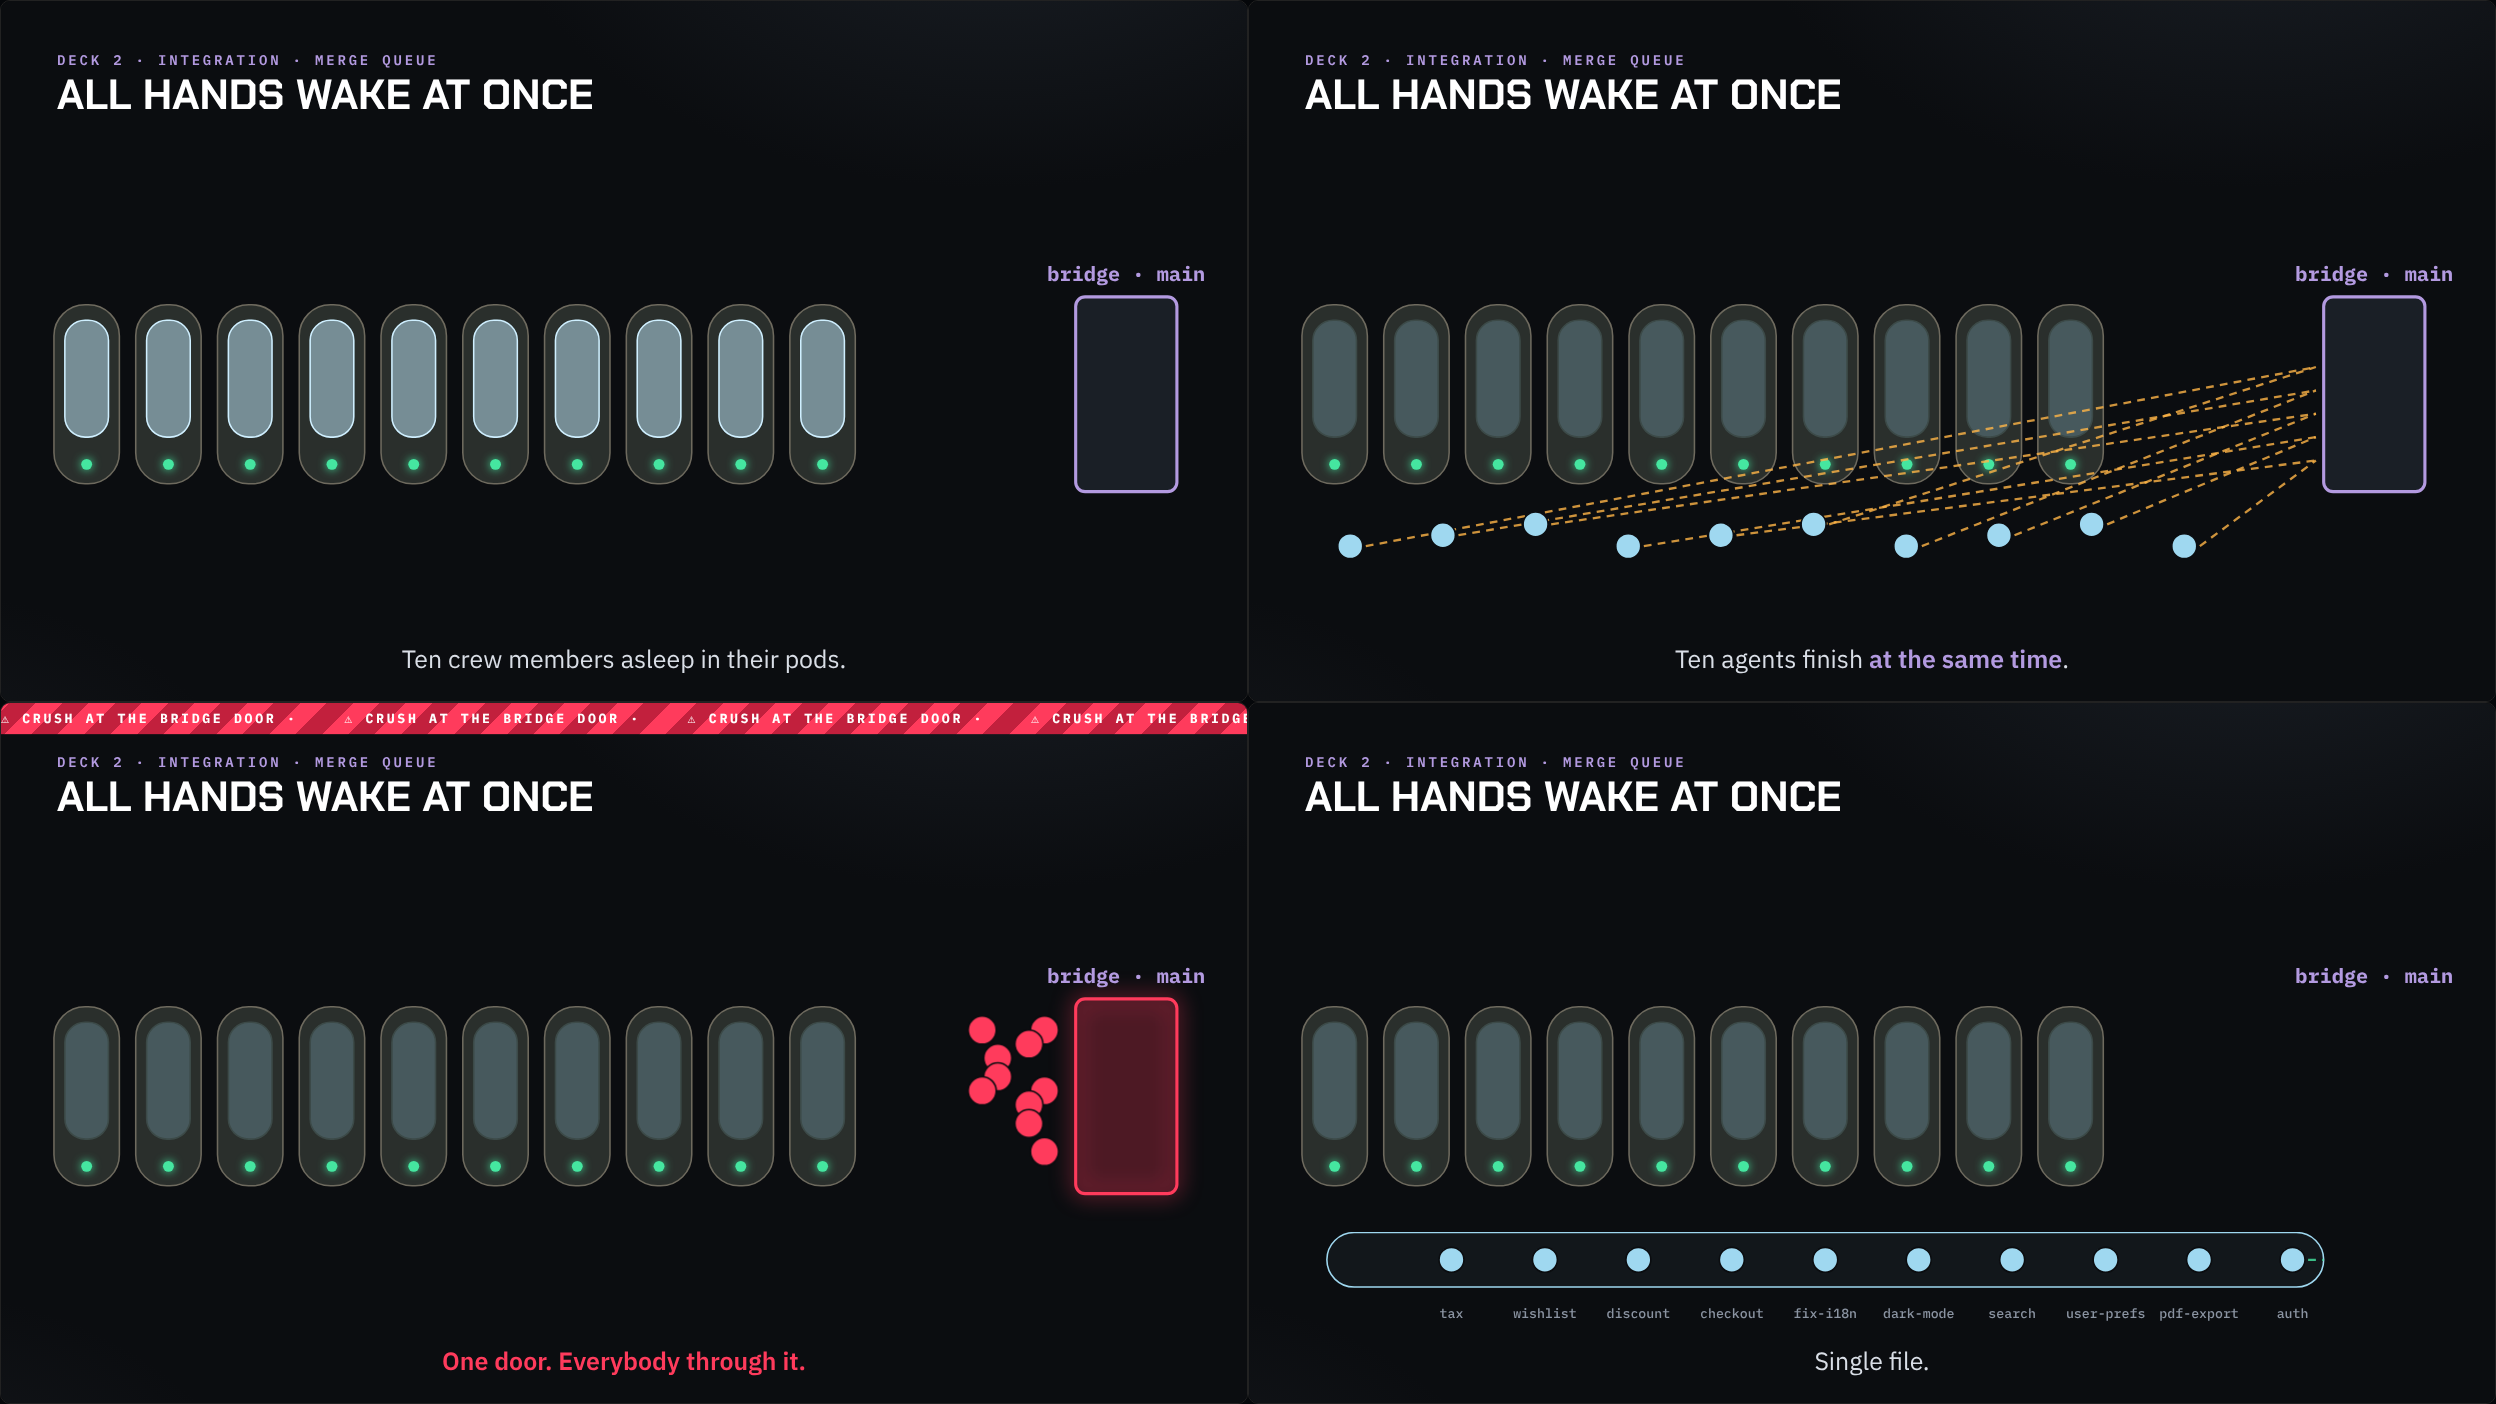 DECK 2 · INTEGRATION · MERGE QUEUE
ALL HANDS WAKE AT ONCE
bridge · main
Ten crew members asleep in their pods.
DECK 2 · INTEGRATION · MERGE QUEUE
ALL HANDS WAKE AT ONCE
bridge · main
Ten agents finish at the same time.
⚠ CRUSH AT THE BRIDGE DOOR · ⚠ CRUSH AT THE BRIDGE DOOR · ⚠ CRUSH AT THE BRIDGE DOOR · ⚠ CRUSH AT THE BRIDGE
DECK 2 · INTEGRATION · MERGE QUEUE
ALL HANDS WAKE AT ONCE
bridge · main
One door. Everybody through it.
DECK 2 · INTEGRATION · MERGE QUEUE
ALL HANDS WAKE AT ONCE
bridge · main
tax wishlist discount checkout fix-i18n dark-mode search user-prefs pdf-export auth
Single file.